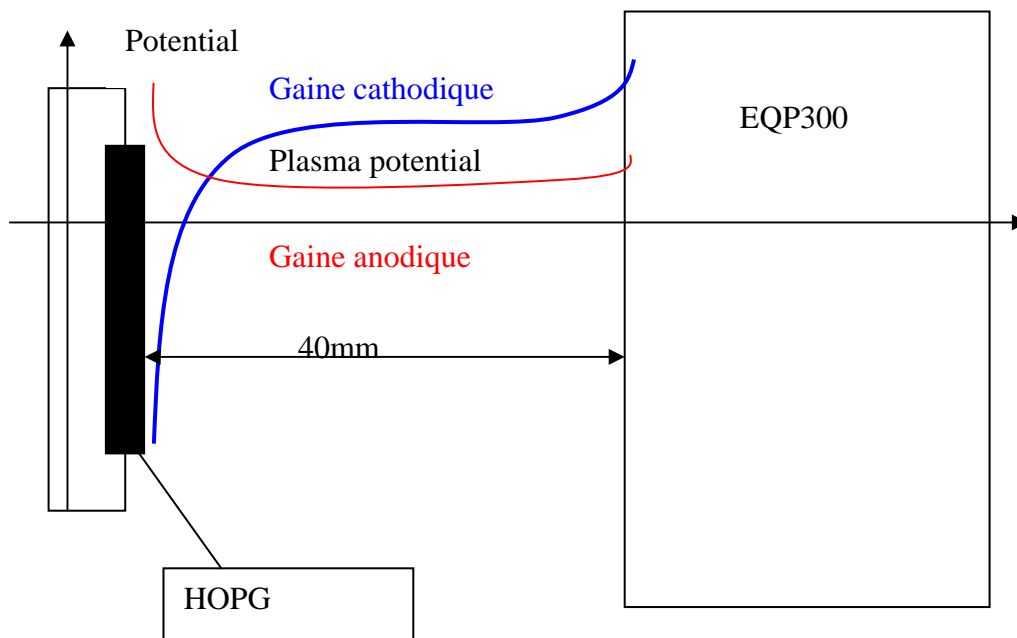 Potential
Gaine cathodique
EQP300
Plasma potential
Gaine anodique
40mm
HOPG